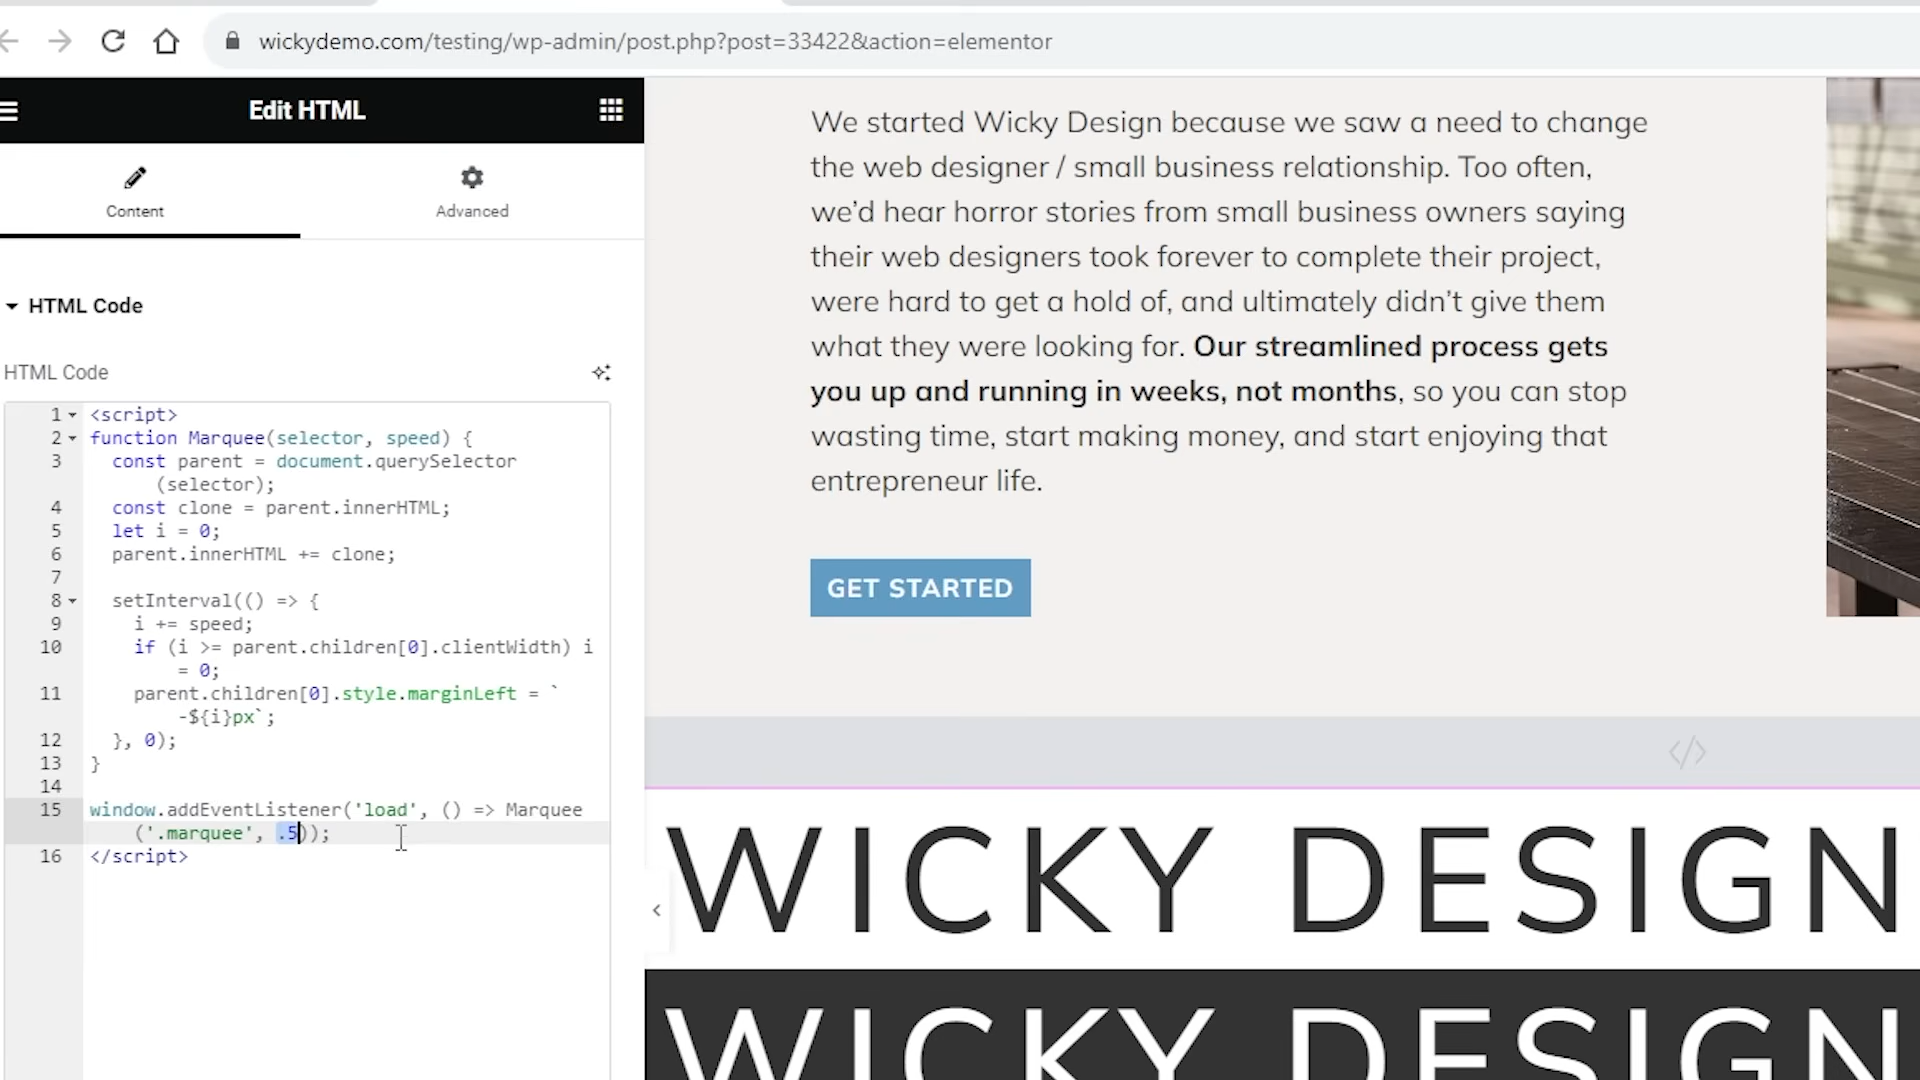 wickydemo.com/testing/wp-admin/post.php?post=33422&action=elementor
Edit HTML
Content
Advanced
HTML Code
HTML Code
1 <script>
2 function Marquee(selector, speed) {
3 const parent = document.querySelector
(selector);
4 const clone = parent.innerHTML;
5 let i = 0;
6 parent.innerHTML += clone;
7
8 setInterval(() => {
9 i += speed;
10 if (i >= parent.children[0].clientWidth) i
= 0;
11 parent.children[0].style.marginLeft = `
-${i}px`;
12 }, 0);
13 }
14
15 window.addEventListener('load', () => Marquee
('.marquee', .5));
16 </script>
We started Wicky Design because we saw a need to change
the web designer / small business relationship. Too often,
we’d hear horror stories from small business owners saying
their web designers took forever to complete their project,
were hard to get a hold of, and ultimately didn’t give them
what they were looking for. Our streamlined process gets
you up and running in weeks, not months, so you can stop
wasting time, start making money, and start enjoying that
entrepreneur life.
GET STARTED
WICKY DESIGN
WICKY DESIGN